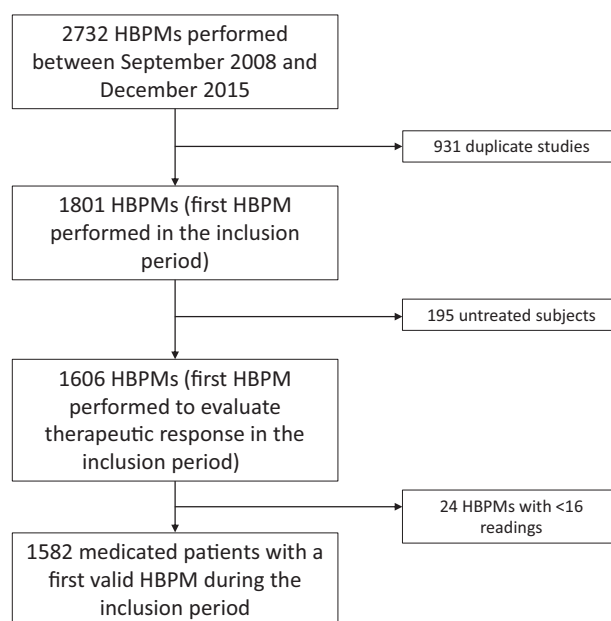 2732 HBPMs performed
between September 2008 and
December 2015
931 duplicate studies
1801 HBPMs (first HBPM
performed in the inclusion
period)
195 untreated subjects
1606 HBPMs (first HBPM
performed to evaluate
therapeutic response in the
inclusion period)
24 HBPMs with <16
readings
1582 medicated patients with a
first valid HBPM during the
inclusion period